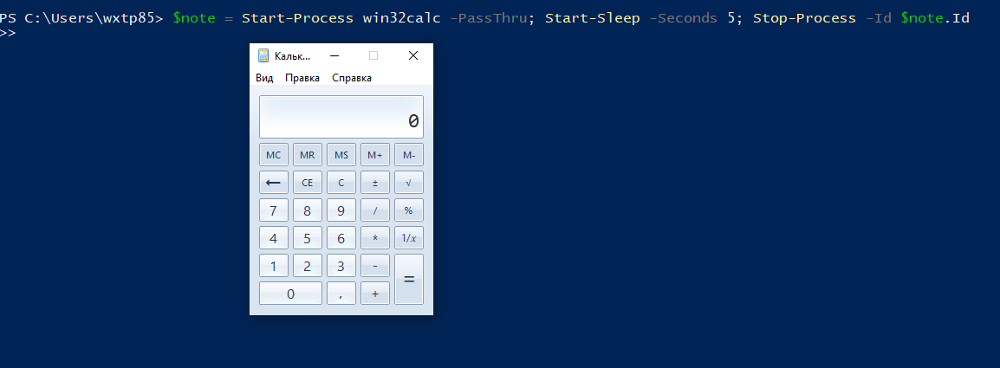 PS C:\Users\wxtp85> $note = Start-Process win32calc -PassThru; Start-Sleep -Seconds 5; Stop-Process -Id $note.Id
>>
Кальк...
Вид Правка Справка
0
MC MR MS M+ M-
← CE C ± √
7 8 9 / %
4 5 6 * 1/x
1 2 3 - =
0 , +